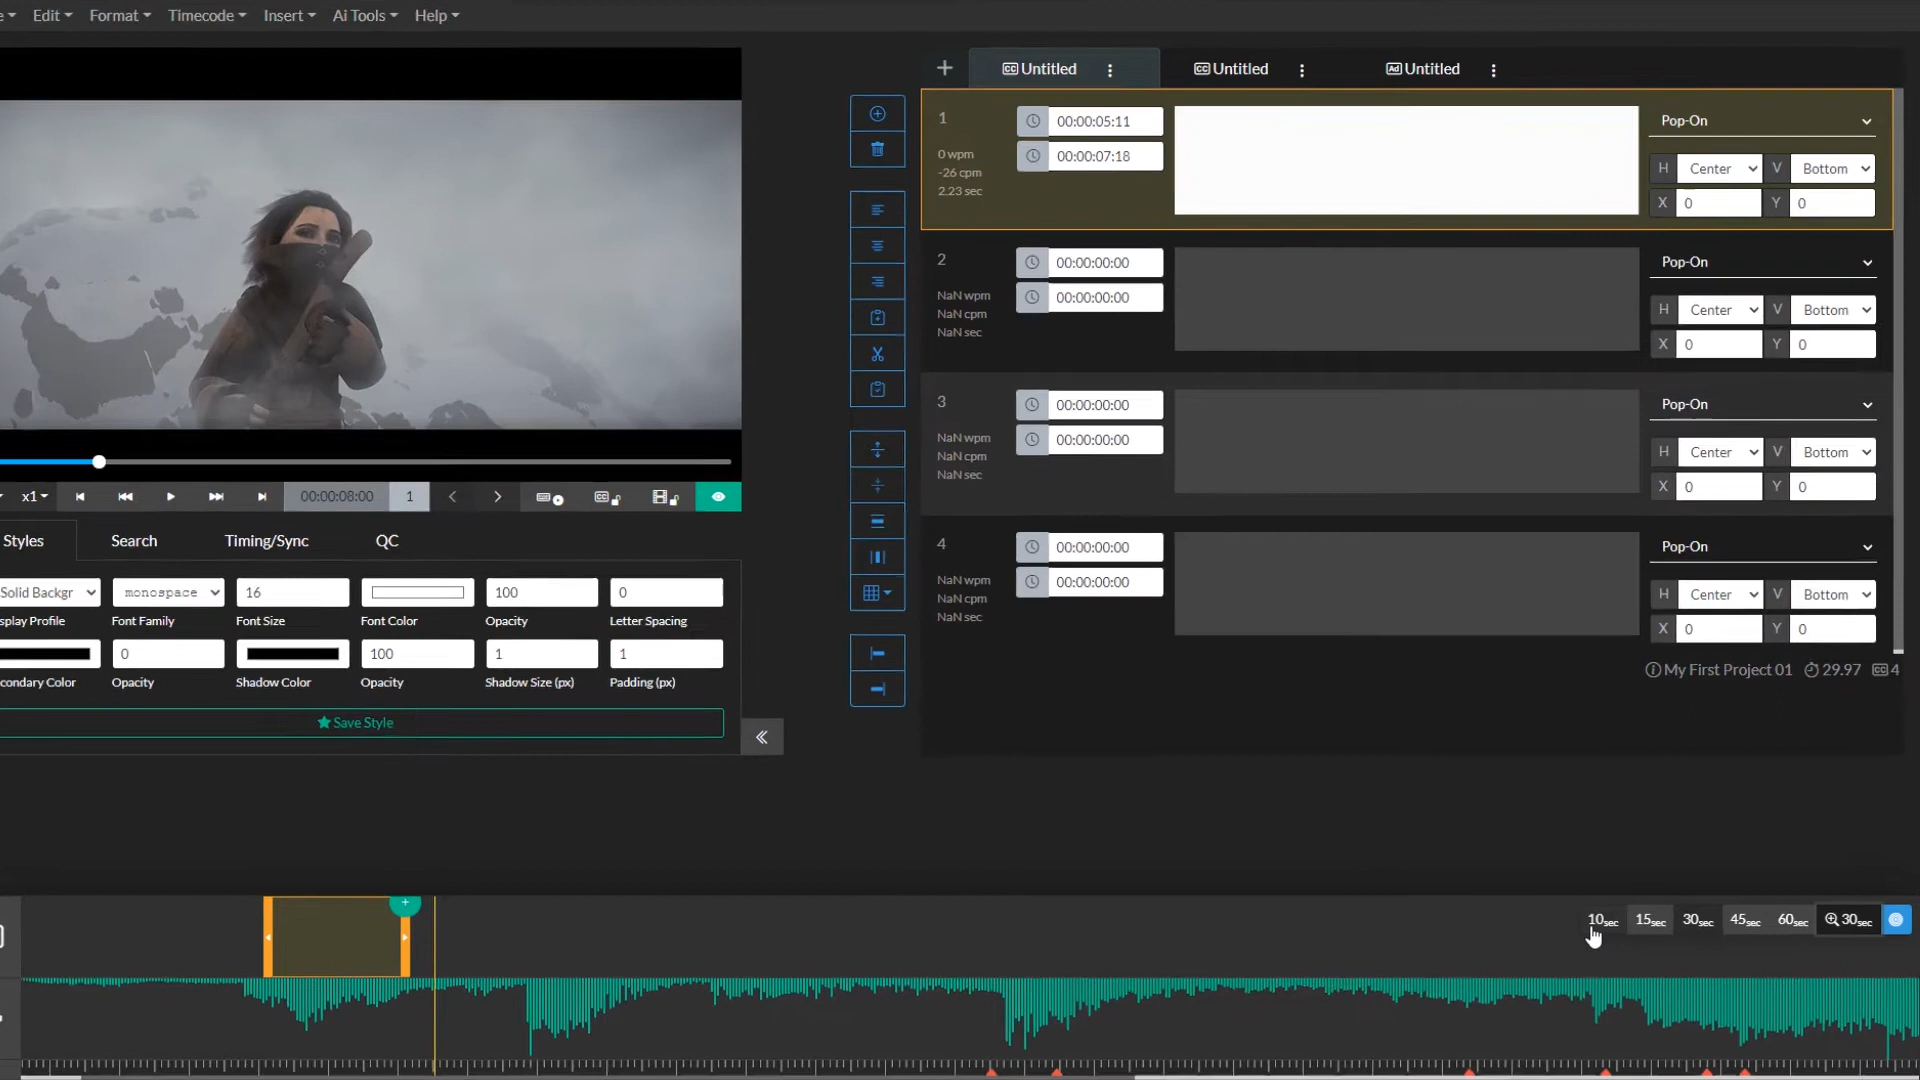 Edit Format Timecode Insert Ai Tools Help
Untitled Untitled Untitled
1 00:00:05:11 Pop-On
0 wpm 00:00:07:18 H Center V Bottom
-26 cpm
2.23 sec X 0 Y 0
2 00:00:00:00 Pop-On
NaN wpm 00:00:00:00 H Center V Bottom
NaN cpm
NaN sec X 0 Y 0
3 00:00:00:00 Pop-On
NaN wpm 00:00:00:00 H Center V Bottom
NaN cpm
NaN sec X 0 Y 0
4 00:00:00:00 Pop-On
NaN wpm 00:00:00:00 H Center V Bottom
NaN cpm
NaN sec X 0 Y 0
My First Project 01 29.97 CC 4
x1 00:00:08:00 1
Styles Search Timing/Sync QC
Solid Backgr monospace 16 100 0
splay Profile Font Family Font Size Font Color Opacity Letter Spacing
0 100 1 1
condary Color Opacity Shadow Color Opacity Shadow Size (px) Padding (px)
Save Style
10sec 15sec 30sec 45sec 60sec 30sec